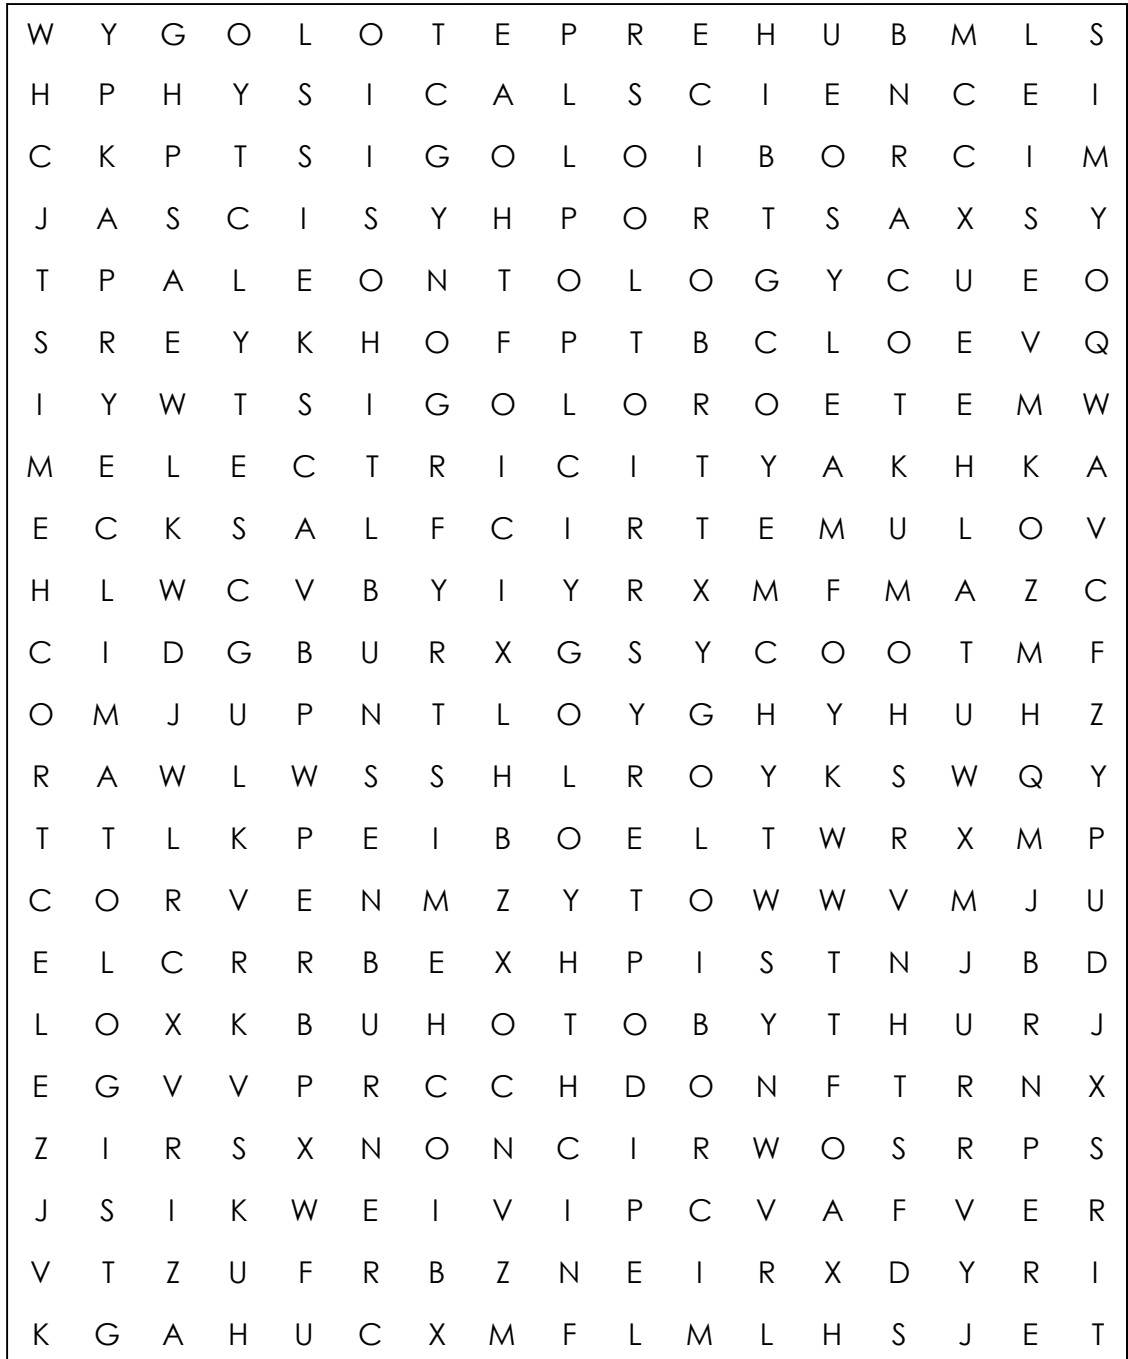 W Y G O L O T E P R E H U B M L S
H P H Y S I C A L S C I E N C E I
C K P T S I G O L O I B O R C I M
J A S C I S Y H P O R T S A X S Y
T P A L E O N T O L O G Y C U E O
S R E Y K H O F P T B C L O E V Q
I Y W T S I G O L O R O E T E M W
M E L E C T R I C I T Y A K H K A
E C K S A L F C I R T E M U L O V
H L W C V B Y I Y R X M F M A Z C
C I D G B U R X G S Y C O O T M F
O M J U P N T L O Y G H Y H U H Z
R A W L W S S H L R O Y K S W Q Y
T T L K P E I B O E L T W R X M P
C O R V E N M Z Y T O W W V M J U
E L C R R B E X H P I S T N J B D
L O X K B U H O T O B Y T H U R J
E G V V P R C C H D O N F T R N X
Z I R S X N O N C I R W O S R P S
J S I K W E I V I P C V A F V E R
V T Z U F R B Z N E I R X D Y R I
K G A H U C X M F L M L H S J E T